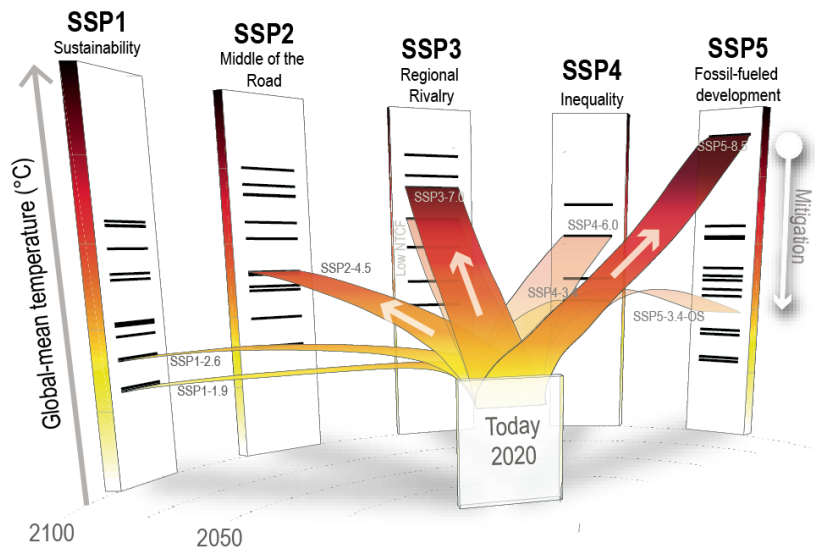 SSP1
Sustainability
SSP2
Middle of the
Road
SSP3
Regional
Rivalry
SSP4
Inequality
SSP5
Fossil-fueled
development
Global-mean temperature (°C)
Mitigation
SSP5-8.5
SSP3-7.0
Low NTCF
SSP4-6.0
SSP2-4.5
SSP4-3.4
SSP5-3.4-OS
SSP1-2.6
SSP1-1.9
Today
2020
2100
2050